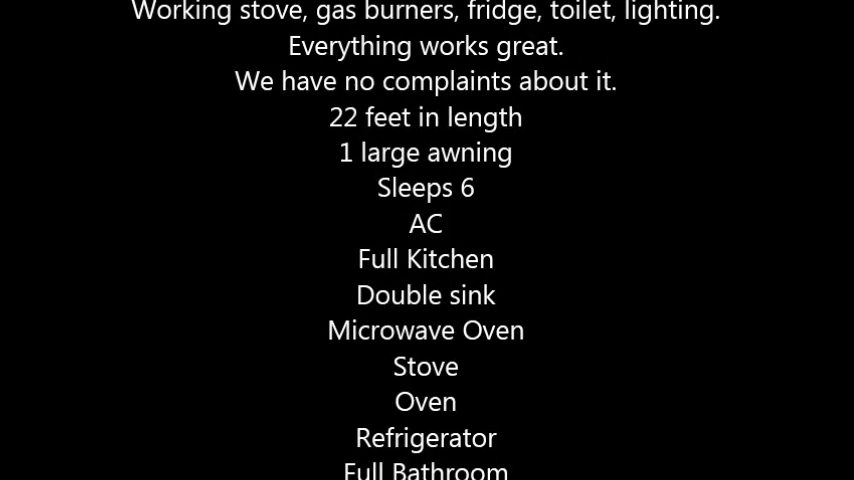 Working stove, gas burners, fridge, toilet, lighting.
Everything works great.
We have no complaints about it.
22 feet in length
1 large awning
Sleeps 6
AC
Full Kitchen
Double sink
Microwave Oven
Stove
Oven
Refrigerator
Full Bathroom